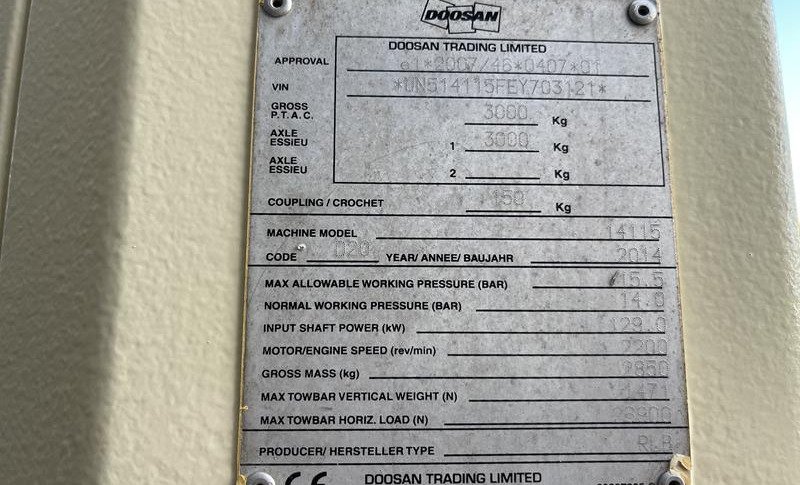 DOOSAN
DOOSAN TRADING LIMITED
APPROVAL e1*2007/46*0407*01
VIN *UN514115FEY703121*
GROSS P.T.A.C. 3000 Kg
AXLE ESSIEU 1 3000 Kg
AXLE ESSIEU 2
COUPLING / CROCHET 150 Kg
MACHINE MODEL 14115
CODE D20 YEAR/ ANNEE/ BAUJAHR 2014
MAX ALLOWABLE WORKING PRESSURE (BAR) 15.5
NORMAL WORKING PRESSURE (BAR) 14.0
INPUT SHAFT POWER (kW) 129.0
MOTOR/ENGINE SPEED (rev/min) 2200
GROSS MASS (kg) 2850
MAX TOWBAR VERTICAL WEIGHT (N)
MAX TOWBAR HORIZ. LOAD (N)
PRODUCER/ HERSTELLER TYPE RLB
CE DOOSAN TRADING LIMITED